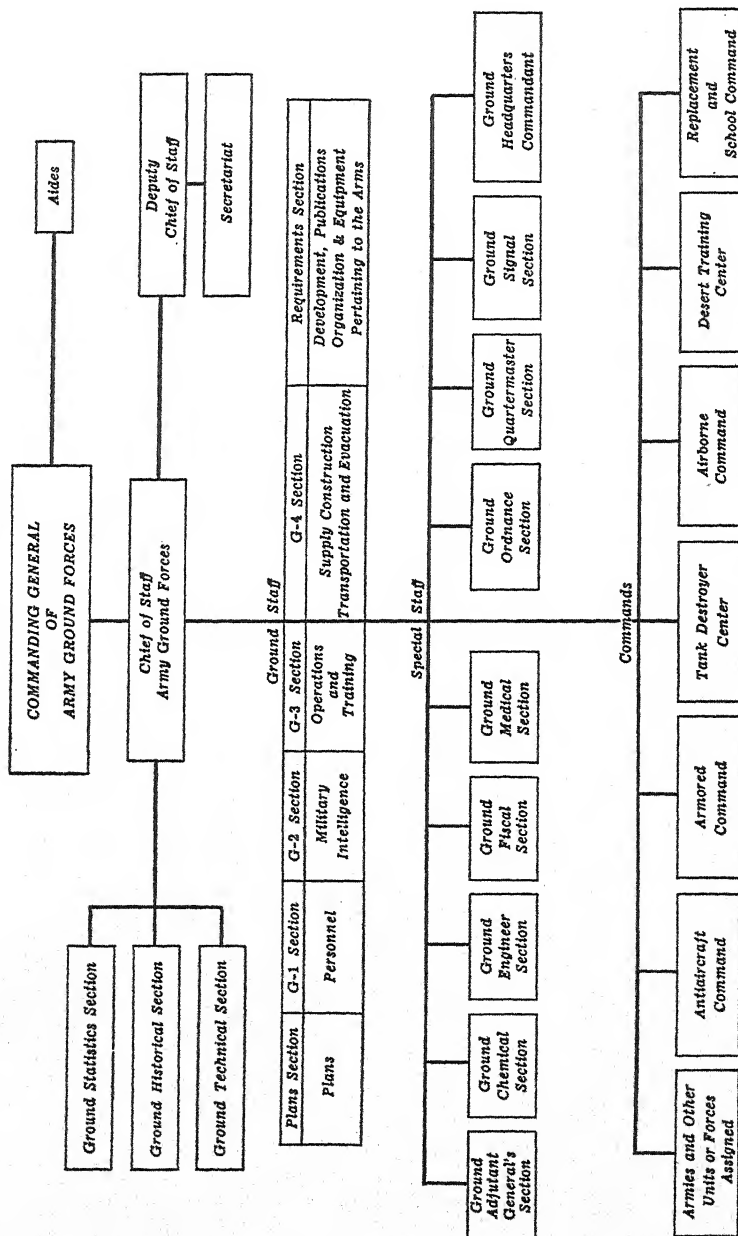 COMMANDING GENERAL
OF
ARMY GROUND FORCES
Aides
Chief of Staff
Army Ground Forces
Deputy
Chief of Staff
Secretariat
Ground Statistics Section
Ground Historical Section
Ground Technical Section
Ground Staff
Plans Section
Plans
G-1 Section
Personnel
G-2 Section
Military
Intelligence
G-3 Section
Operations
and
Training
G-4 Section
Supply Construction
Transportation and Evacuation
Requirements Section
Development, Publications
Organization & Equipment
Pertaining to the Arms
Special Staff
Ground
Adjutant
General's
Section
Ground
Chemical
Section
Ground
Engineer
Section
Ground
Fiscal
Section
Ground
Medical
Section
Ground
Ordnance
Section
Ground
Quartermaster
Section
Ground
Signal
Section
Ground
Headquarters
Commandant
Commands
Armies and Other
Units or Forces
Assigned
Antiaircraft
Command
Armored
Command
Tank Destroyer
Center
Airborne
Command
Desert Training
Center
Replacement
and
School Command